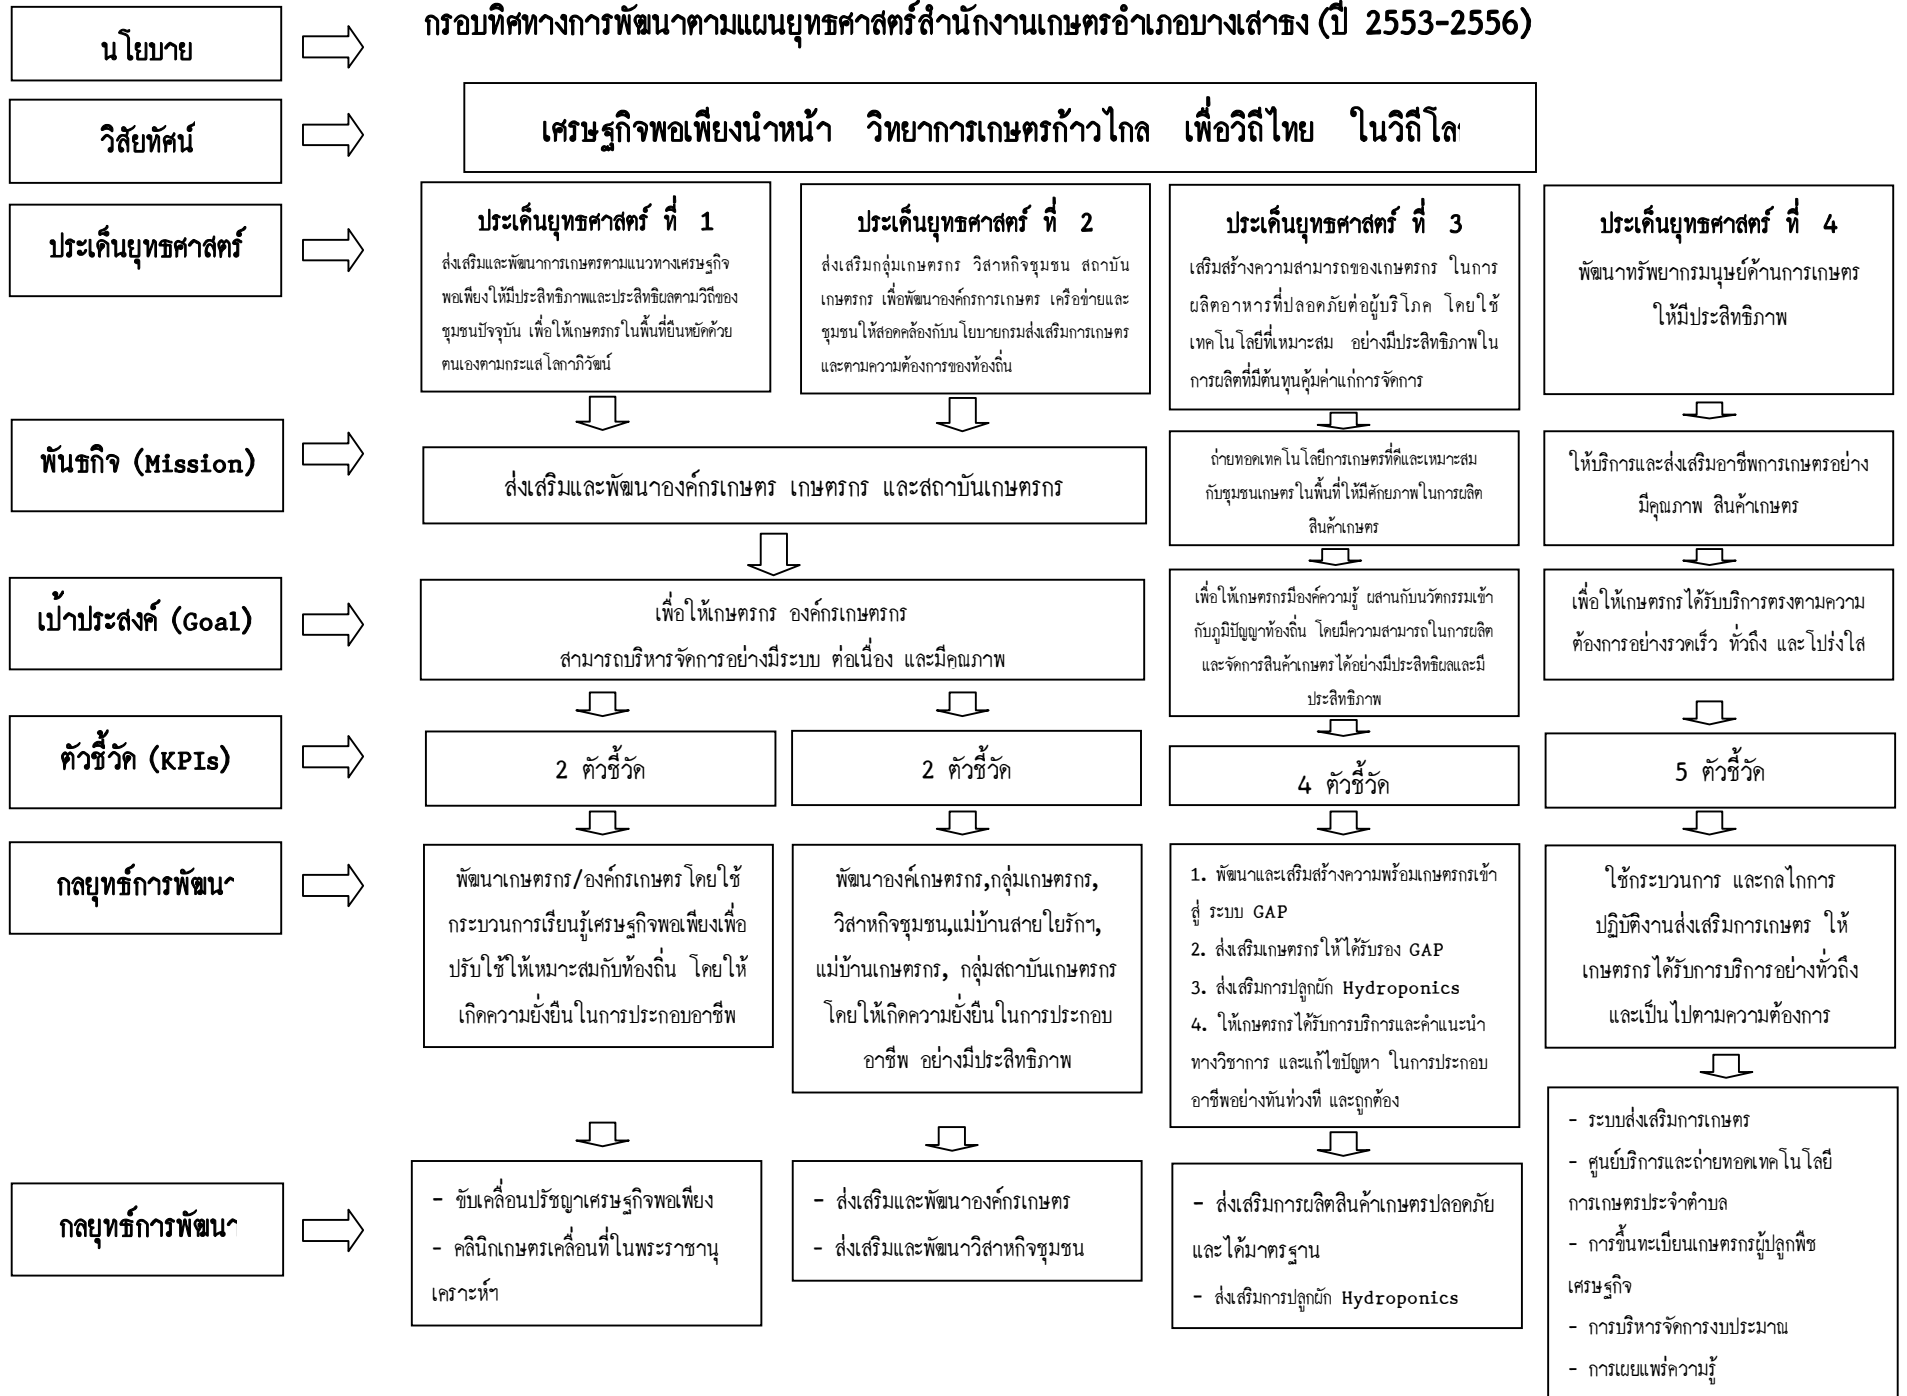 กรอบทิศทางการพัฒนาตามแผนยุทธศาสตร์สำนักงานเกษตรอำเภอบางเสาธง (ปี 2553-2556)
นโยบาย
วิสัยทัศน์
เศรษฐกิจพอเพียงนำหน้า วิทยาการเกษตรก้าวไกล เพื่อวิถีไทย ในวิถี
ประเด็นยุทธศาสตร์
ประเด็นยุทธศาสตร์ ที่ 1
ส่งเสริมและพัฒนาการเกษตรตามแนวทางเศรษฐกิจ
พอเพียงให้มีประสิทธิภาพและประสิทธิผลตามวิถีของ
ชุมชนปัจจุบัน เพื่อให้เกษตรกรในพื้นที่ยืนหยัดด้วย
ตนเองตามกระแสโลกาภิวัฒน์
ประเด็นยุทธศาสตร์ ที่ 2
ส่งเสริมกลุ่มเกษตรกร วิสาหกิจชุมชน สถาบัน
เกษตรกร เพื่อพัฒนาองค์กรการเกษตร เครือข่ายและ
ชุมชนให้สอดคล้องกับนโยบายกรมส่งเสริมการเกษตร
และตามความต้องการของท้องถิ่น
ประเด็นยุทธศาสตร์ ที่ 3
เสริมสร้างความสามารถของเกษตรกร ในการ
ผลิตอาหารที่ปลอดภัยต่อผู้บริโภค โดยใช้
เทคโนโลยีที่เหมาะสม อย่างมีประสิทธิภาพใน
การผลิตที่มีต้นทุนคุ้มค่าแก่การจัดการ
ประเด็นยุทธศาสตร์ ที่ 4
พัฒนาทรัพยากรมนุษย์ด้านการเกษตร
ให้มีประสิทธิภาพ
พันธกิจ (Mission)
ส่งเสริมและพัฒนาองค์กรเกษตร เกษตรกร และสถาบันเกษตรกร
ถ่ายทอดเทคโนโลยีการเกษตรที่ดีและเหมาะสม
กับชุมชนเกษตรในพื้นที่ให้มีศักยภาพในการผลิต
สินค้าเกษตร
ให้บริการและส่งเสริมอาชีพการเกษตรอย่าง
มีคุณภาพ สินค้าเกษตร
เป้าประสงค์ (Goal)
เพื่อให้เกษตรกร องค์กรเกษตรกร
สามารถบริหารจัดการอย่างมีระบบ ต่อเนื่อง และมีคุณภาพ
เพื่อให้เกษตรกรมีองค์ความรู้ ผสานกับนวัตกรรมเข้า
กับภูมิปัญญาท้องถิ่น โดยมีความสามารถในการผลิต
และจัดการสินค้าเกษตรได้อย่างมีประสิทธิผลและมี
ประสิทธิภาพ
เพื่อให้เกษตรกรได้รับบริการตรงตามความ
ต้องการอย่างรวดเร็ว ทั่วถึง และโปร่งใส
ตัวชี้วัด (KPIs)
2 ตัวชี้วัด
2 ตัวชี้วัด
4 ตัวชี้วัด
5 ตัวชี้วัด
กลยุทธ์การพัฒนา
พัฒนาเกษตรกร/องค์กรเกษตรโดยใช้
กระบวนการเรียนรู้เศรษฐกิจพอเพียงเพื่อ
ปรับใช้ให้เหมาะสมกับท้องถิ่น โดยให้
เกิดความยั่งยืนในการประกอบอาชีพ
พัฒนาองค์เกษตรกร,กลุ่มเกษตรกร,
วิสาหกิจชุมชน,แม่บ้านสายใยรักฯ,
แม่บ้านเกษตรกร, กลุ่มสถาบันเกษตรกร
โดยให้เกิดความยั่งยืนในการประกอบ
อาชีพ อย่างมีประสิทธิภาพ
1. พัฒนาและเสริมสร้างความพร้อมเกษตรกรเข้า
สู่ ระบบ GAP
2. ส่งเสริมเกษตรกรให้ได้รับรอง GAP
3. ส่งเสริมการปลูกผัก Hydroponics
4. ให้เกษตรกรได้รับการบริการและคำแนะนำ
ทางวิชาการ และแก้ไขปัญหา ในการประกอบ
อาชีพอย่างทันท่วงที และถูกต้อง
ใช้กระบวนการ และกลไกการ
ปฏิบัติงานส่งเสริมการเกษตร ให้
เกษตรกรได้รับการบริการอย่างทั่วถึง
และเป็นไปตามความต้องการ
กลยุทธ์การพัฒนา
- ขับเคลื่อนปรัชญาเศรษฐกิจพอเพียง
- คลินิกเกษตรเคลื่อนที่ในพระราชานุ
เคราะห์ฯ
- ส่งเสริมและพัฒนาองค์กรเกษตร
- ส่งเสริมและพัฒนาวิสาหกิจชุมชน
- ส่งเสริมการผลิตสินค้าเกษตรปลอดภัย
และได้มาตรฐาน
- ส่งเสริมการปลูกผัก Hydroponics
- ระบบส่งเสริมการเกษตร
- ศูนย์บริการและถ่ายทอดเทคโนโลยี
การเกษตรประจำตำบล
- การขึ้นทะเบียนเกษตรกรผู้ปลูกพืช
เศรษฐกิจ
- การบริหารจัดการงบประมาณ
- การเผยแพร่ความรู้